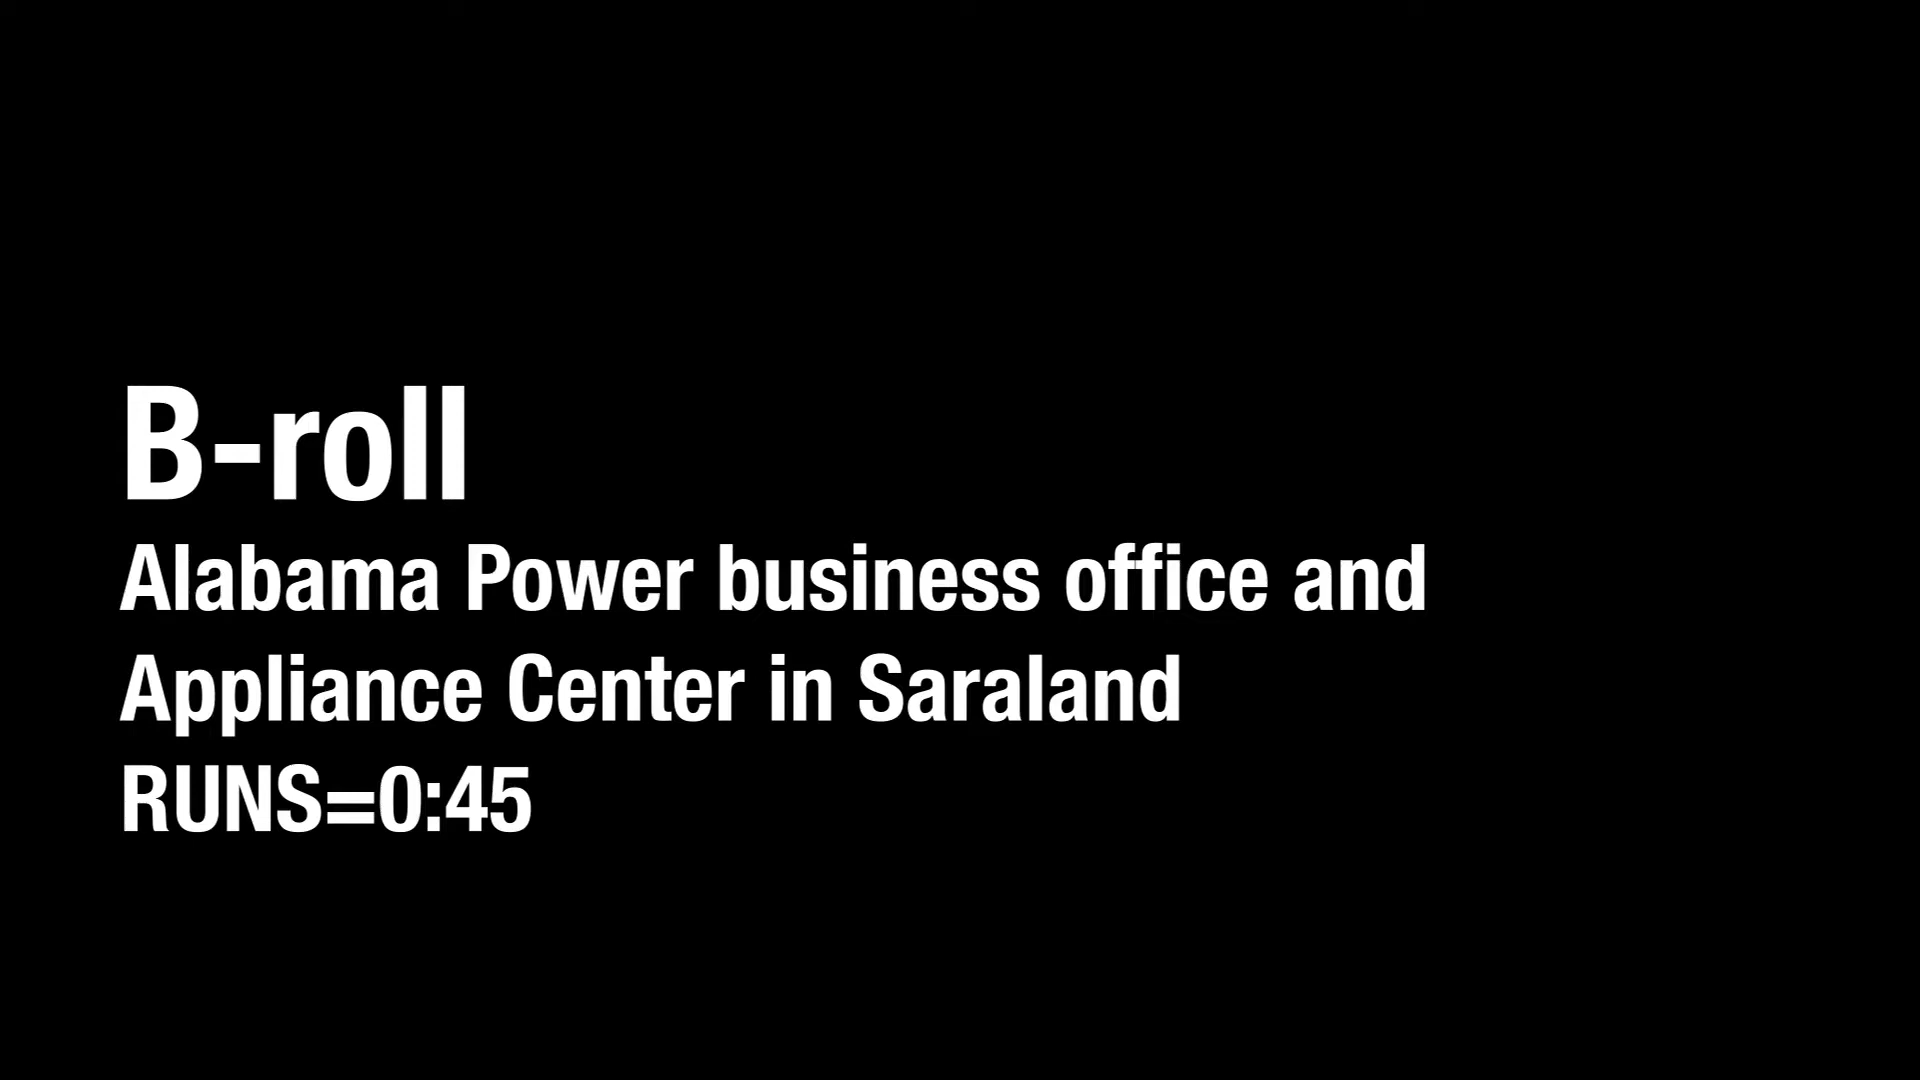 B-roll
Alabama Power business office and
Appliance Center in Saraland
RUNS=0:45